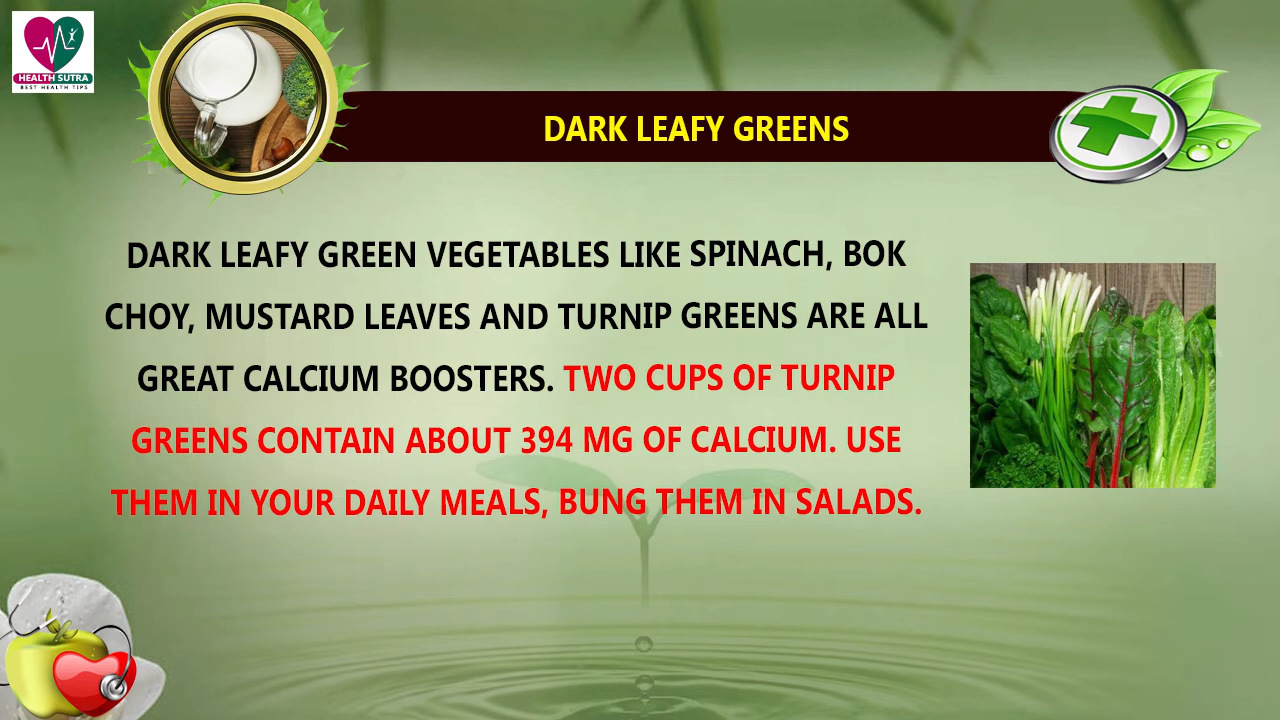 HEALTH SUTRA
BEST HEALTH TIPS
DARK LEAFY GREENS
DARK LEAFY GREEN VEGETABLES LIKE SPINACH, BOK
CHOY, MUSTARD LEAVES AND TURNIP GREENS ARE ALL
GREAT CALCIUM BOOSTERS. TWO CUPS OF TURNIP
GREENS CONTAIN ABOUT 394 MG OF CALCIUM. USE
THEM IN YOUR DAILY MEALS, BUNG THEM IN SALADS.